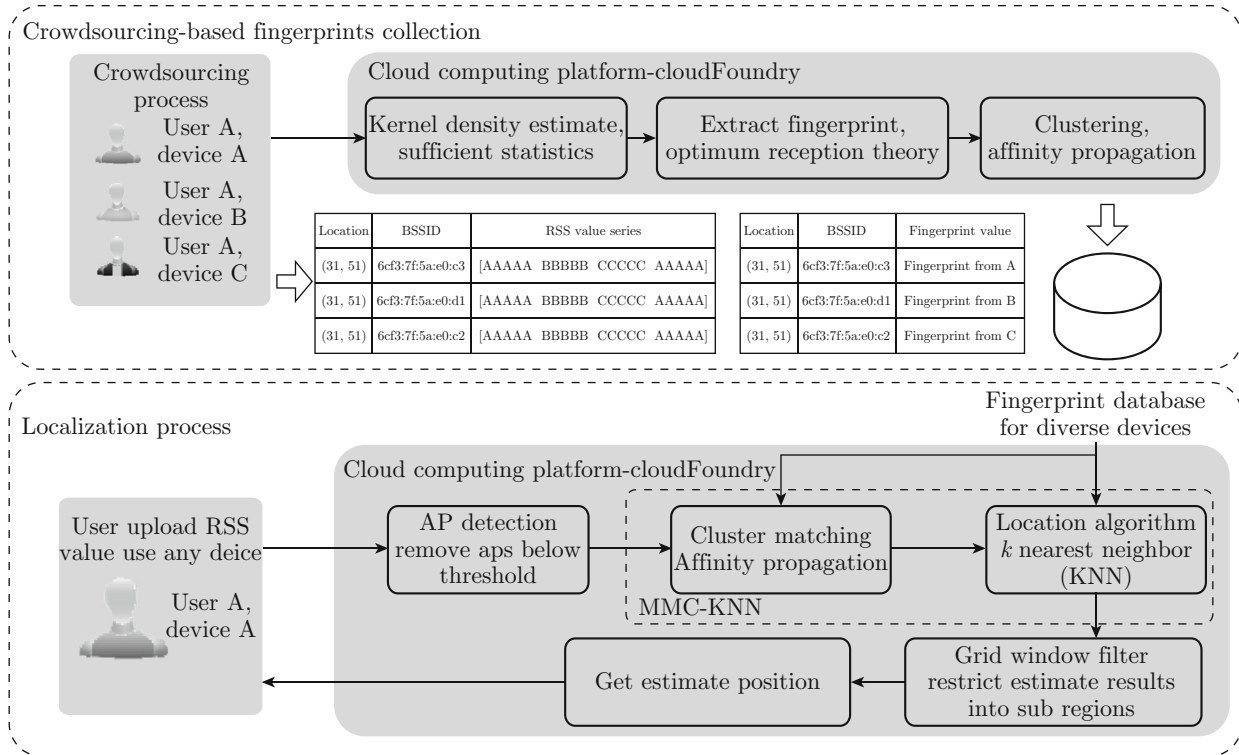 Crowdsourcing-based fingerprints collection
Crowdsourcing
process
User A,
device A
User A,
device B
User A,
device C
Cloud computing platform-cloudFoundry
Kernel density estimate,
sufficient statistics
Extract fingerprint,
optimum reception theory
Clustering,
affinity propagation
Location BSSID RSS value series
(31, 51) 6cf3:7f:5a:e0:c3 [AAAAA BBBBB CCCCC AAAAA]
(31, 51) 6cf3:7f:5a:e0:d1 [AAAAA BBBBB CCCCC AAAAA]
(31, 51) 6cf3:7f:5a:e0:c2 [AAAAA BBBBB CCCCC AAAAA]
Location BSSID Fingerprint value
(31, 51) 6cf3:7f:5a:e0:c3 Fingerprint from A
(31, 51) 6cf3:7f:5a:e0:d1 Fingerprint from B
(31, 51) 6cf3:7f:5a:e0:c2 Fingerprint from C
Localization process
Fingerprint database
for diverse devices
Cloud computing platform-cloudFoundry
User upload RSS
value use any deice
User A,
device A
AP detection
remove aps below
threshold
Cluster matching
Affinity propagation
Location algorithm
k nearest neighbor
(KNN)
MMC-KNN
Grid window filter
restrict estimate results
into sub regions
Get estimate position